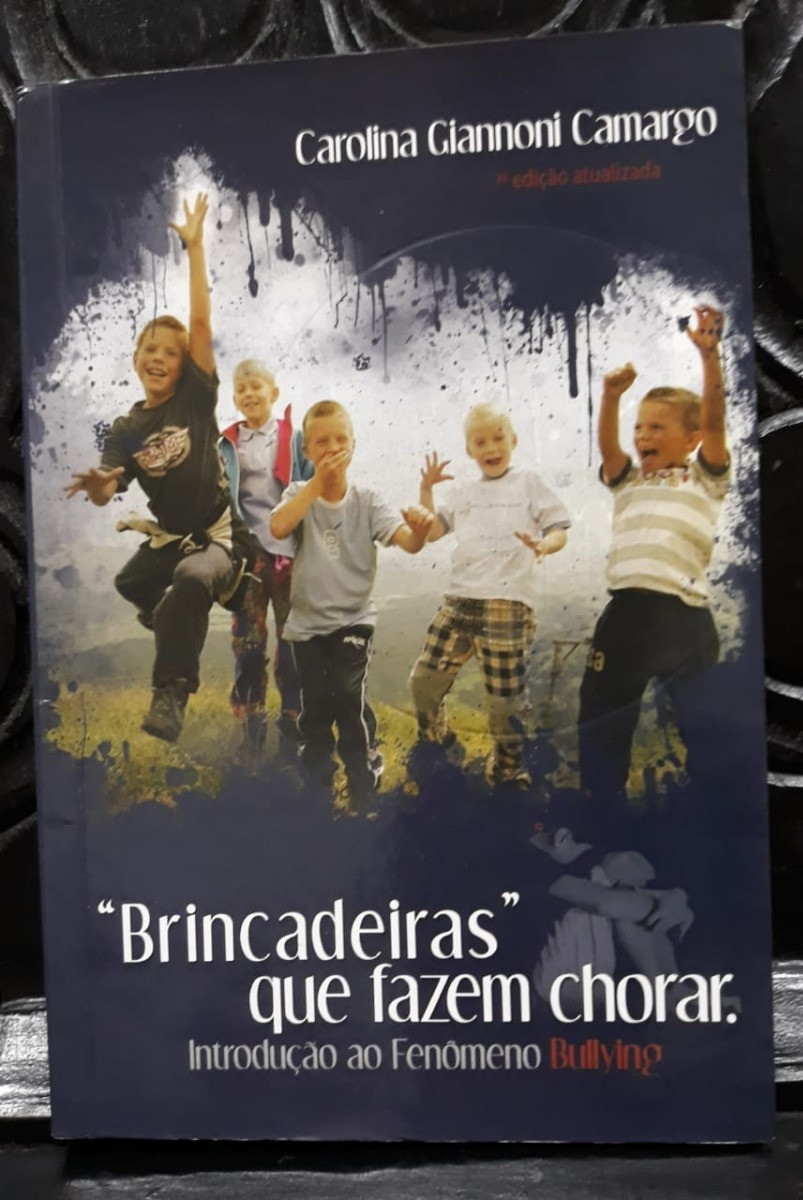 Carolina Giannoni Camargo
edição atualizada
"Brincadeiras"
que fazem chorar.
Introdução ao Fenômeno Bullying